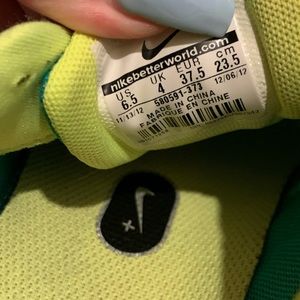 nikebetterworld.com
US UK EUR cm
6.5 4 37.5 23.5
11/13/12 580591-373 12/06/12
MADE IN CHINA
FABRIQUE EN CHINE